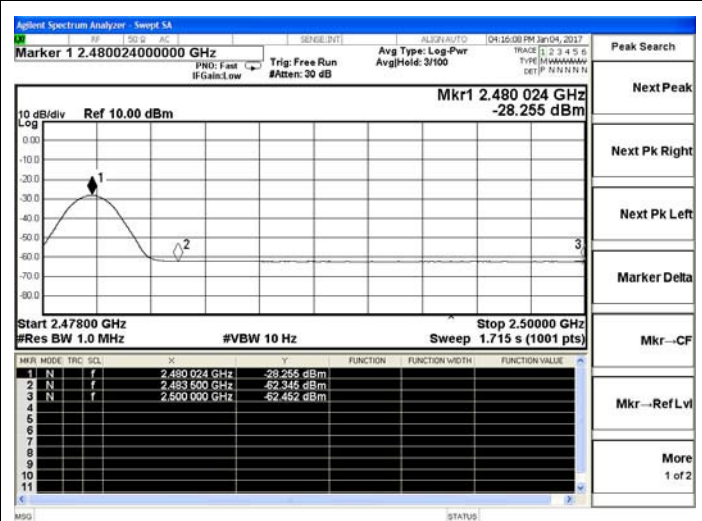 Agilent Spectrum Analyzer - Swept SA
RF 50 Ω AC SENSE:INT ALIGN AUTO 04:16:08 PM Jan 04, 2017
Marker 1 2.480024000000 GHz
PNO: Fast
IFGain:Low
Trig: Free Run
#Atten: 30 dB
Avg Type: Log-Pwr
Avg|Hold: 3/100
TRACE 1 2 3 4 5 6
TYPE MWWWWW
DET P N N N N N
Mkr1 2.480 024 GHz
-28.255 dBm
10 dB/div Ref 10.00 dBm
Log
0.00
-10.0
-20.0
-30.0
-40.0
-50.0
-60.0
-70.0
-80.0
1
2
3
Start 2.47800 GHz Stop 2.50000 GHz
#Res BW 1.0 MHz #VBW 10 Hz Sweep 1.715 s (1001 pts)
MKR MODE TRC SCL X Y FUNCTION FUNCTION WIDTH FUNCTION VALUE
1 N f 2.480 024 GHz -28.255 dBm
2 N f 2.483 500 GHz -62.345 dBm
3 N f 2.500 000 GHz -62.452 dBm
4
5
6
7
8
9
10
11
MSG STATUS
Peak Search
Next Peak
Next Pk Right
Next Pk Left
Marker Delta
Mkr→CF
Mkr→Ref Lvl
More
1 of 2